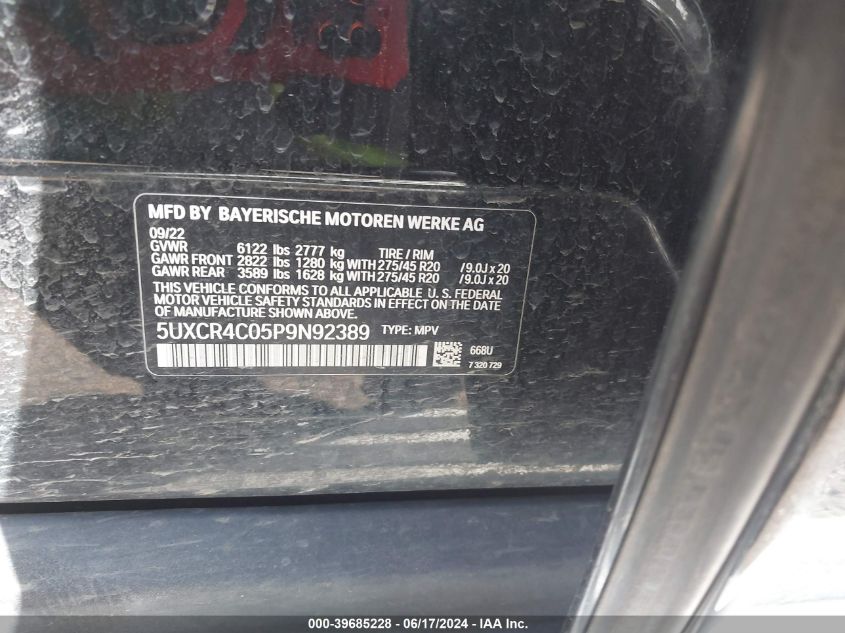 MFD BY BAYERISCHE MOTOREN WERKE AG
09/22
GVWR 6122 lbs 2777 kg TIRE / RIM
GAWR FRONT 2822 lbs 1280 kg WITH 275/45 R20 /9.0J x 20
GAWR REAR 3589 lbs 1628 kg WITH 275/45 R20 /9.0J x 20
THIS VEHICLE CONFORMS TO ALL APPLICABLE U. S. FEDERAL
MOTOR VEHICLE SAFETY STANDARDS IN EFFECT ON THE DATE
OF MANUFACTURE SHOWN ABOVE.
5UXCR4C05P9N92389 TYPE: MPV
668U
7 320 729
000-39685228 - 06/17/2024 - IAA Inc.